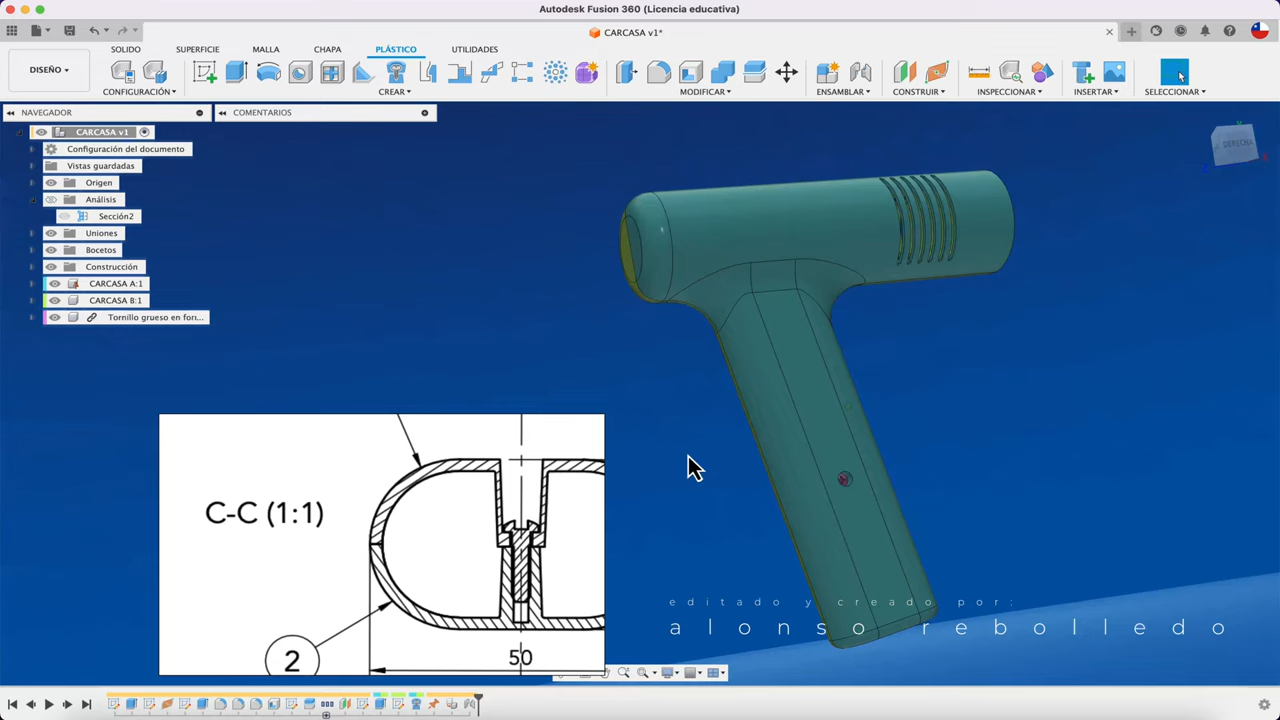 Autodesk Fusion 360 (Licencia educativa)
CARCASA v1*
SÓLIDO SUPERFICIE MALLA CHAPA PLÁSTICO UTILIDADES
DISEÑO
CONFIGURACIÓN CREAR MODIFICAR ENSAMBLAR CONSTRUIR INSPECCIONAR INSERTAR SELECCIONAR
NAVEGADOR COMENTARIOS
CARCASA v1
Configuración del documento
Vistas guardadas
Origen
Análisis
Sección2
Uniones
Bocetos
Construcción
CARCASA A:1
CARCASA B:1
Tornillo grueso en forr...
DERECHA
C-C (1:1)
2
50
editado y creado por:
alonso rebolledo